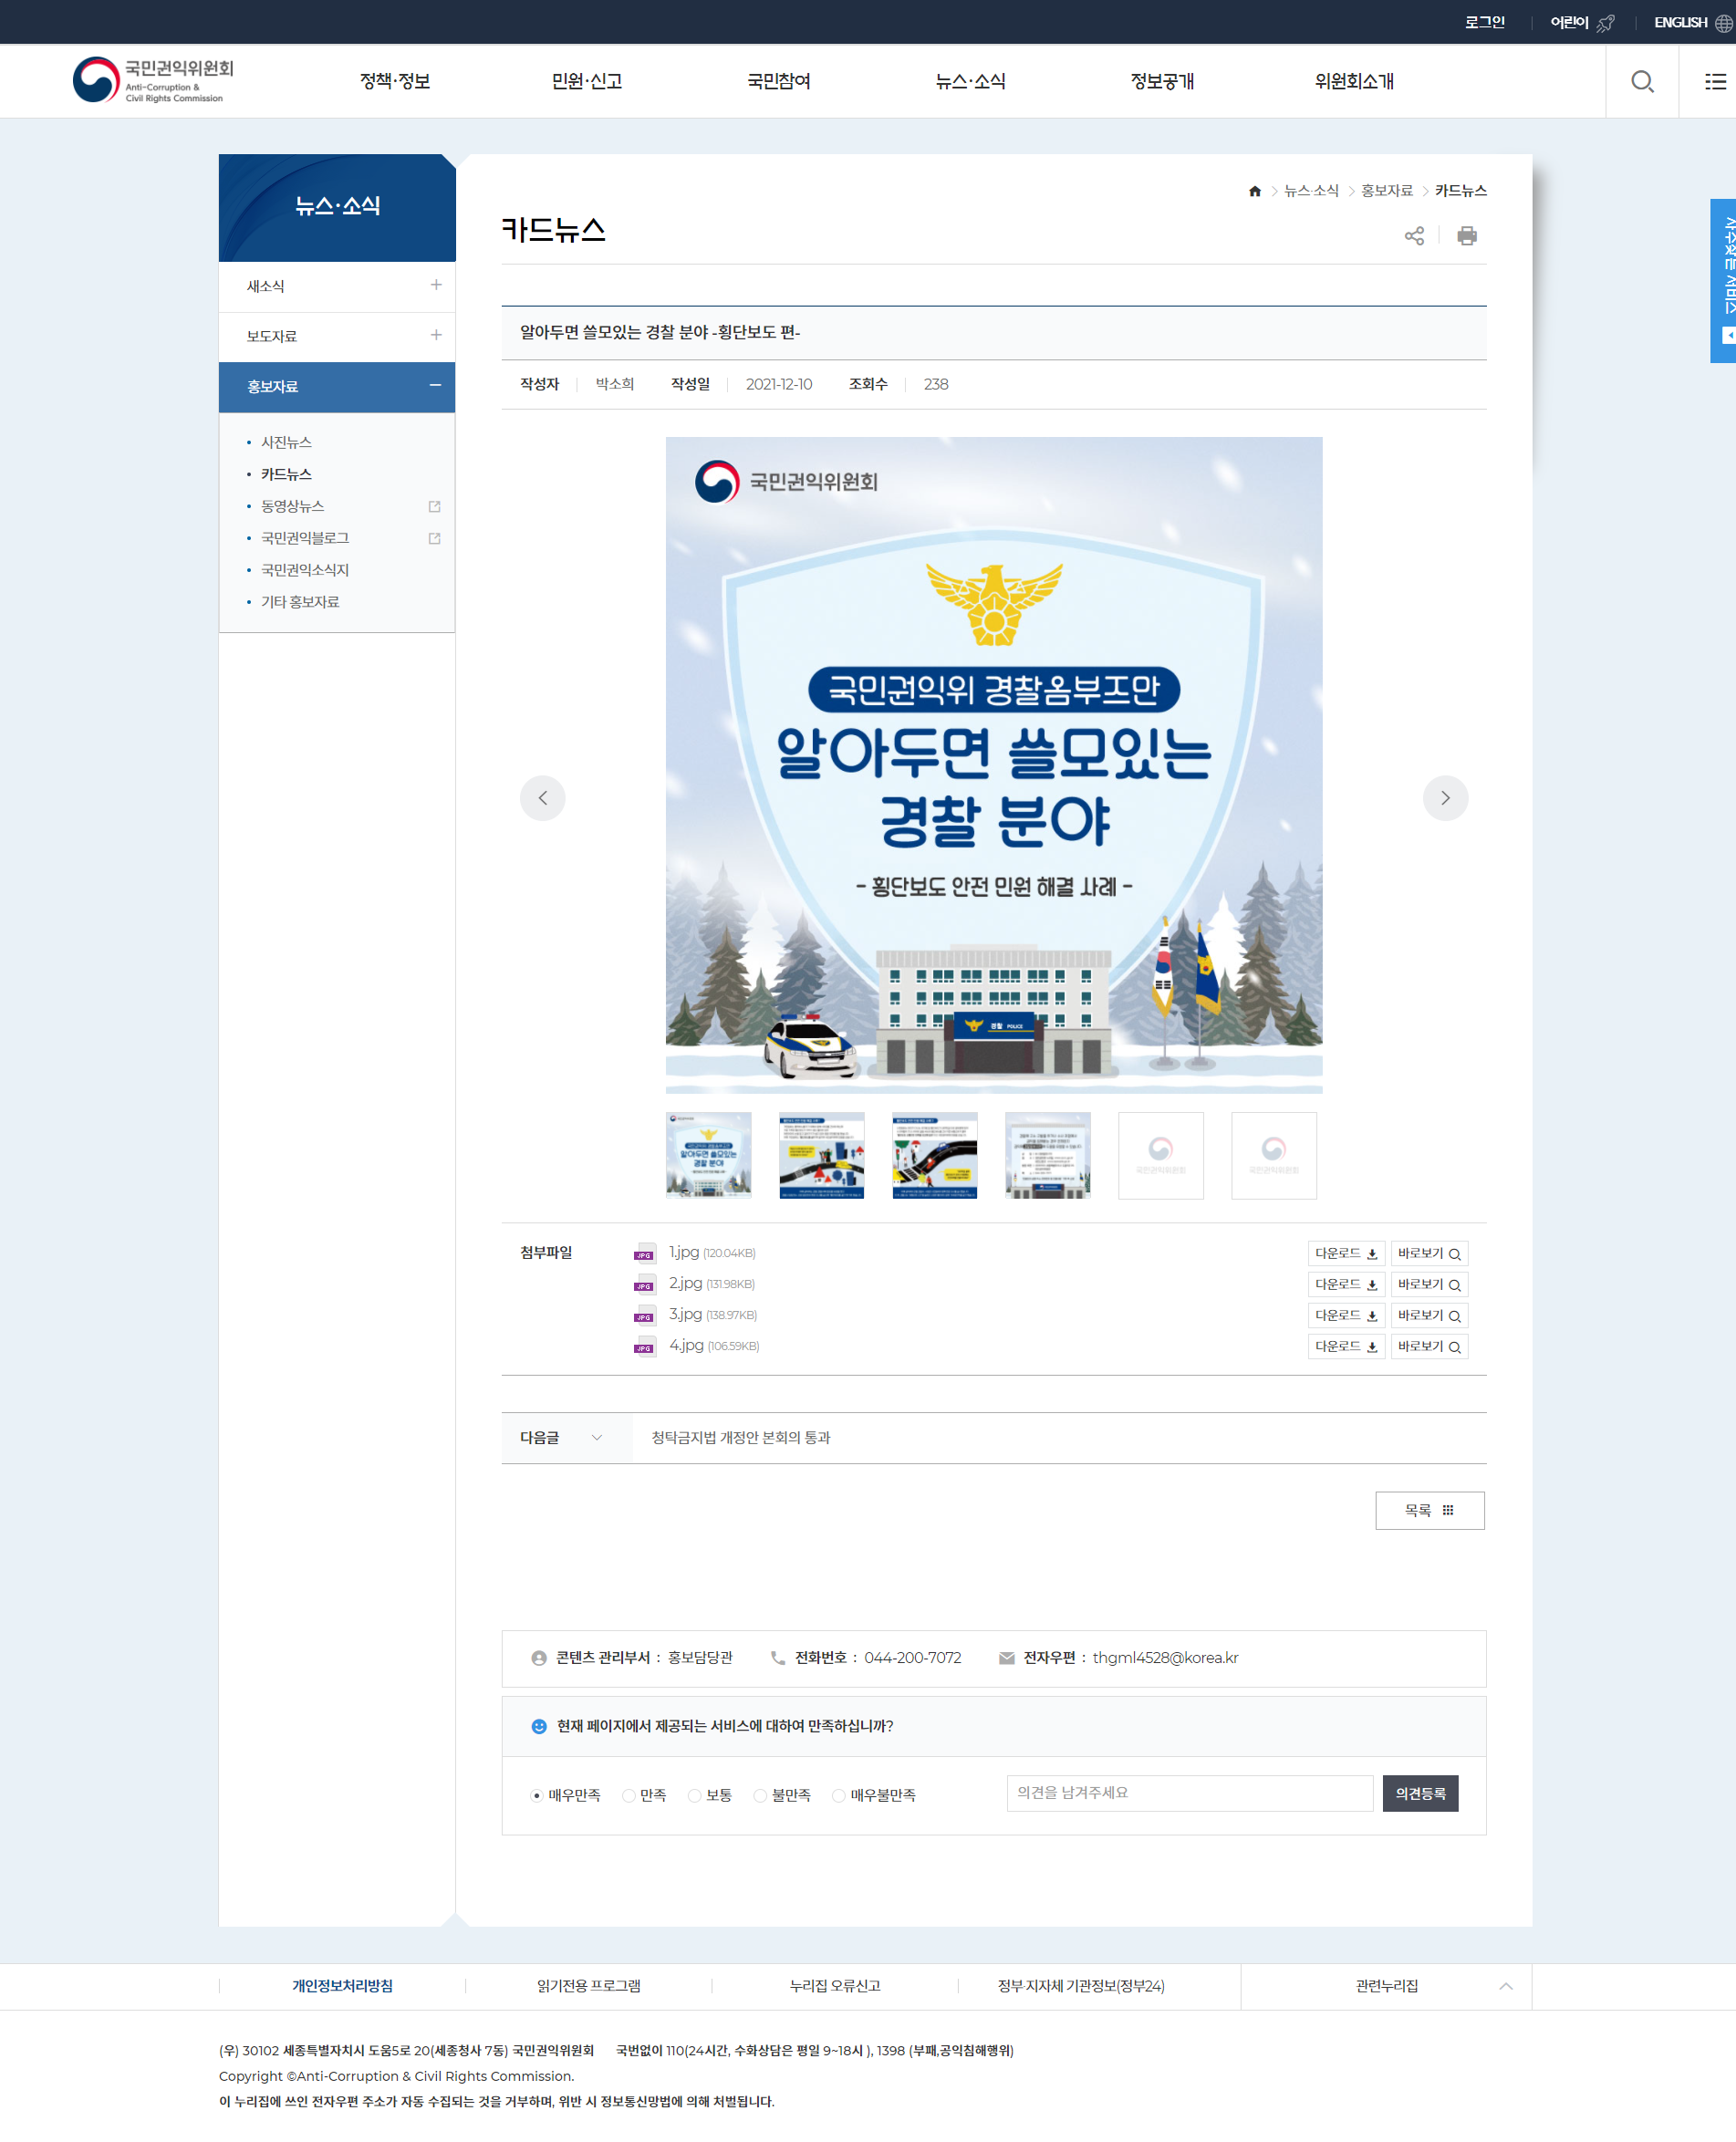 로그인 어린이 ENGLISH
국민권익위원회
Anti-Corruption &
Civil Rights Commission
정책·정보 민원·신고 국민참여 뉴스·소식 정보공개 위원회소개
뉴스·소식
새소식
보도자료
홍보자료
사진뉴스
카드뉴스
동영상뉴스
국민권익블로그
국민권익소식지
기타 홍보자료
뉴스·소식 홍보자료 카드뉴스
카드뉴스
알아두면 쓸모있는 경찰 분야 -횡단보도 편-
작성자 박소희 작성일 2021-12-10 조회수 238
국민권익위원회
국민권익위 경찰옴부즈만
알아두면 쓸모있는
경찰 분야
- 횡단보도 안전 민원 해결 사례 -
경찰 POLICE
국민권익위원회 국민권익위원회
첨부파일
JPG 1.jpg (120.04KB) 다운로드 바로보기
JPG 2.jpg (131.98KB) 다운로드 바로보기
JPG 3.jpg (138.97KB) 다운로드 바로보기
JPG 4.jpg (106.59KB) 다운로드 바로보기
다음글 청탁금지법 개정안 본회의 통과
목록
콘텐츠 관리부서 : 홍보담당관 전화번호 : 044-200-7072 전자우편 : thgml4528@korea.kr
현재 페이지에서 제공되는 서비스에 대하여 만족하십니까?
매우만족 만족 보통 불만족 매우불만족 의견을 남겨주세요 의견등록
개인정보처리방침 읽기전용 프로그램 누리집 오류신고 정부·지자체 기관정보(정부24) 관련누리집
(우) 30102 세종특별자치시 도움5로 20(세종청사 7동) 국민권익위원회 국번없이 110(24시간, 수화상담은 평일 9~18시 ), 1398 (부패,공익침해행위)
Copyright ©Anti-Corruption & Civil Rights Commission.
이 누리집에 쓰인 전자우편 주소가 자동 수집되는 것을 거부하며, 위반 시 정보통신망법에 의해 처벌됩니다.